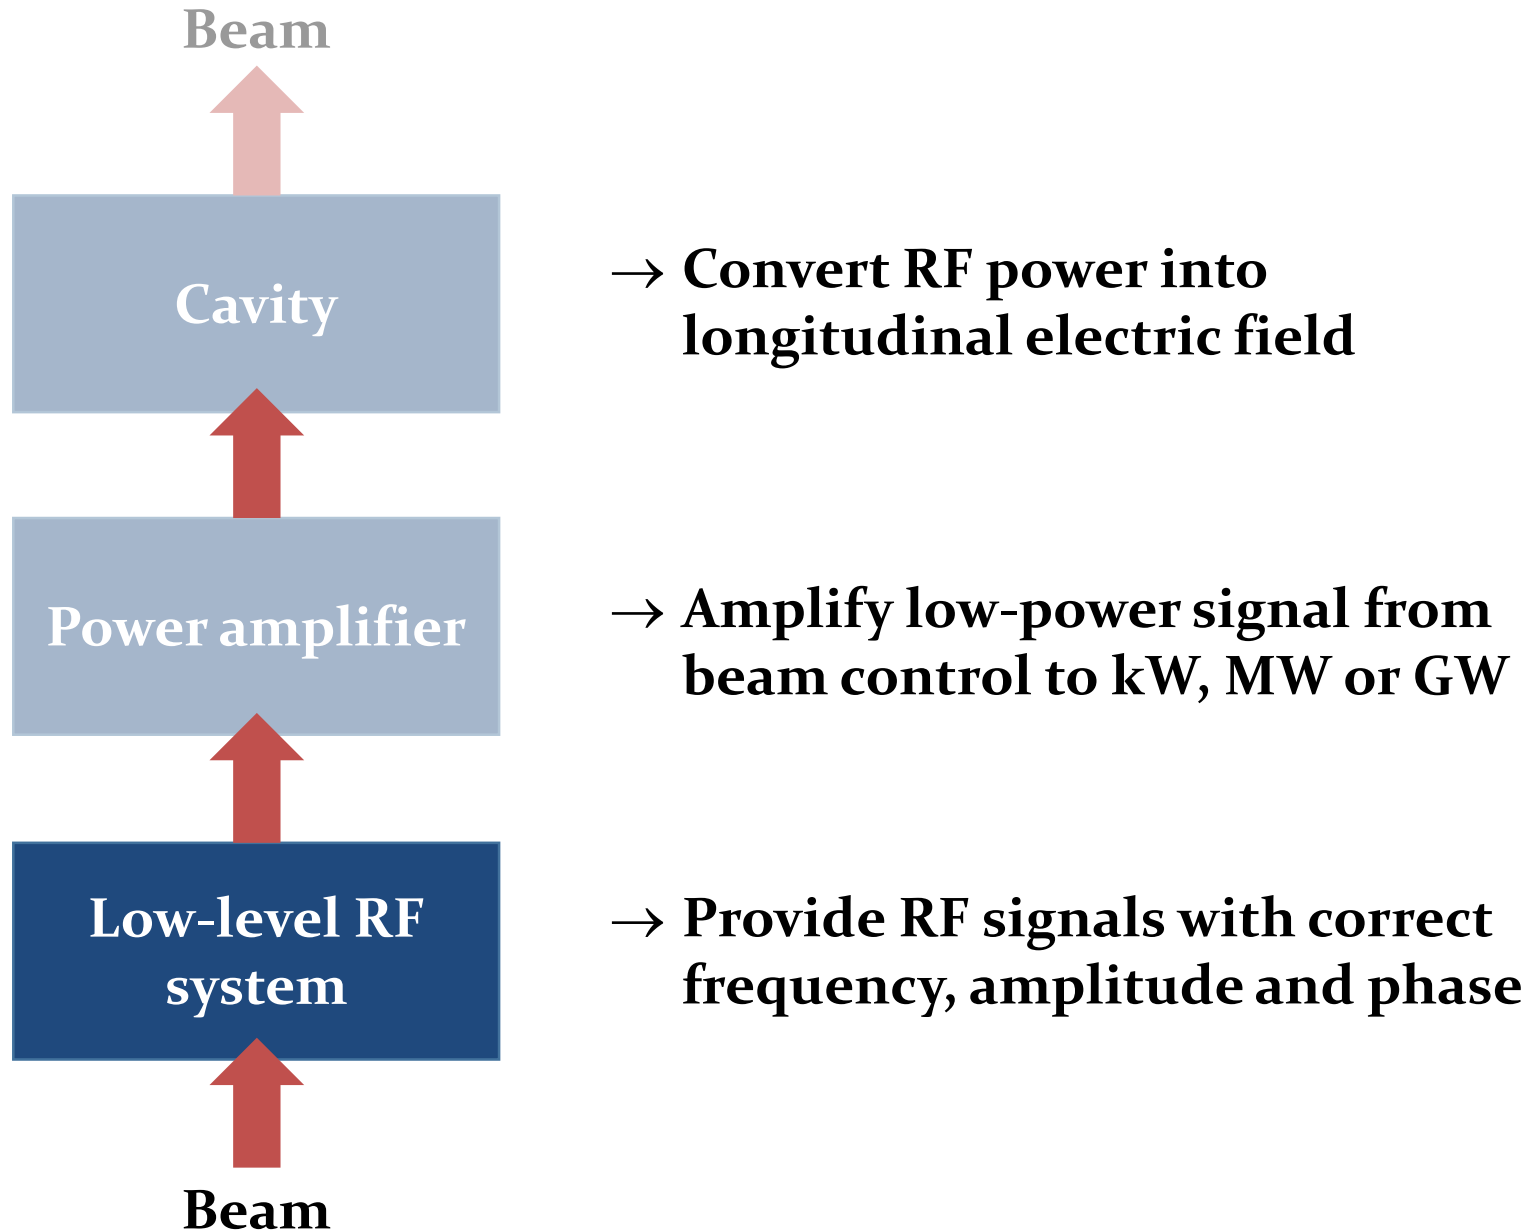 Beam
Cavity
→ Convert RF power into
longitudinal electric field
Power amplifier
→ Amplify low-power signal from
beam control to kW, MW or GW
Low-level RF
system
→ Provide RF signals with correct
frequency, amplitude and phase
Beam